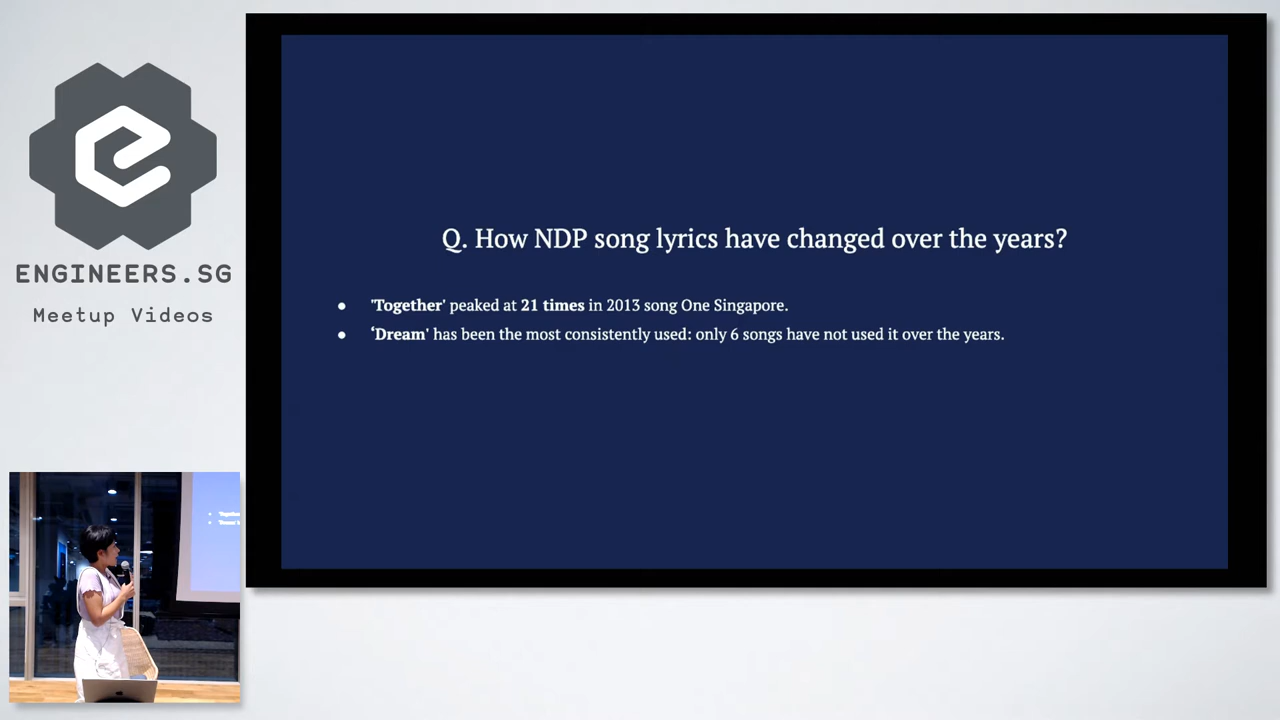 ENGINEERS.SG
Meetup Videos
Q. How NDP song lyrics have changed over the years?
● 'Together' peaked at 21 times in 2013 song One Singapore.
● ‘Dream' has been the most consistently used: only 6 songs have not used it over the years.